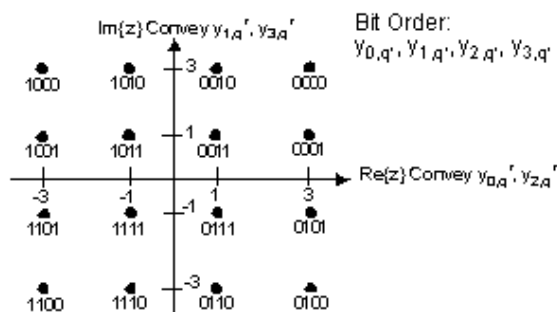 Im{z} Convey y1,q', y3,q'
Bit Order:
y0,q', y1,q', y2,q', y3,q'
3
1000 1010 0010 0000
1
1001 1011 0011 0001
Re{z} Convey y0,q', y2,q'
-3 -1 1 3
-1
1101 1111 0111 0101
-3
1100 1110 0110 0100